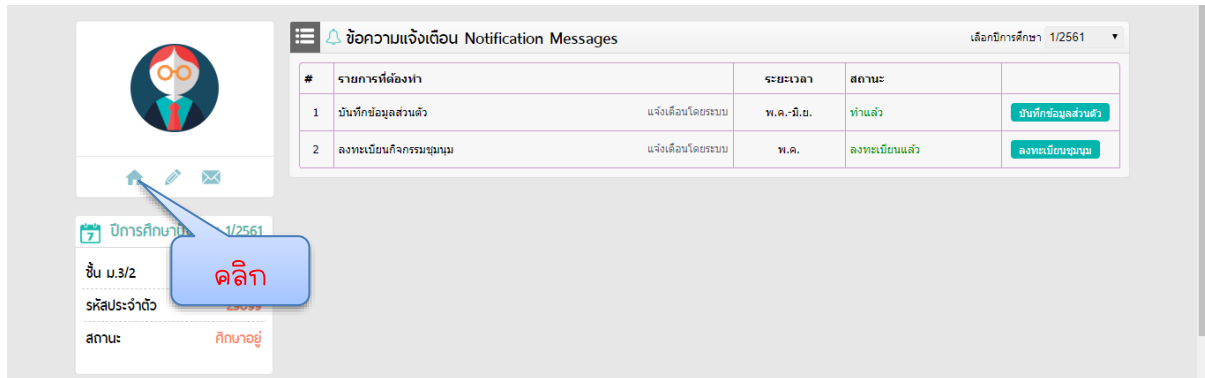 ข้อความแจ้งเตือน Notification Messages
เลือกปีการศึกษา 1/2561
# รายการที่ต้องทำ ระยะเวลา สถานะ
1 บันทึกข้อมูลส่วนตัว แจ้งเตือนโดยระบบ พ.ค.-มิ.ย. ทำแล้ว บันทึกข้อมูลส่วนตัว
2 ลงทะเบียนกิจกรรมชุมนุม แจ้งเตือนโดยระบบ พ.ค. ลงทะเบียนแล้ว ลงทะเบียนชุมนุม
7 ปีการศึกษา 1/2561
คลิก
ชั้น ม.3/2
รหัสประจำตัว
สถานะ ศึกษาอยู่